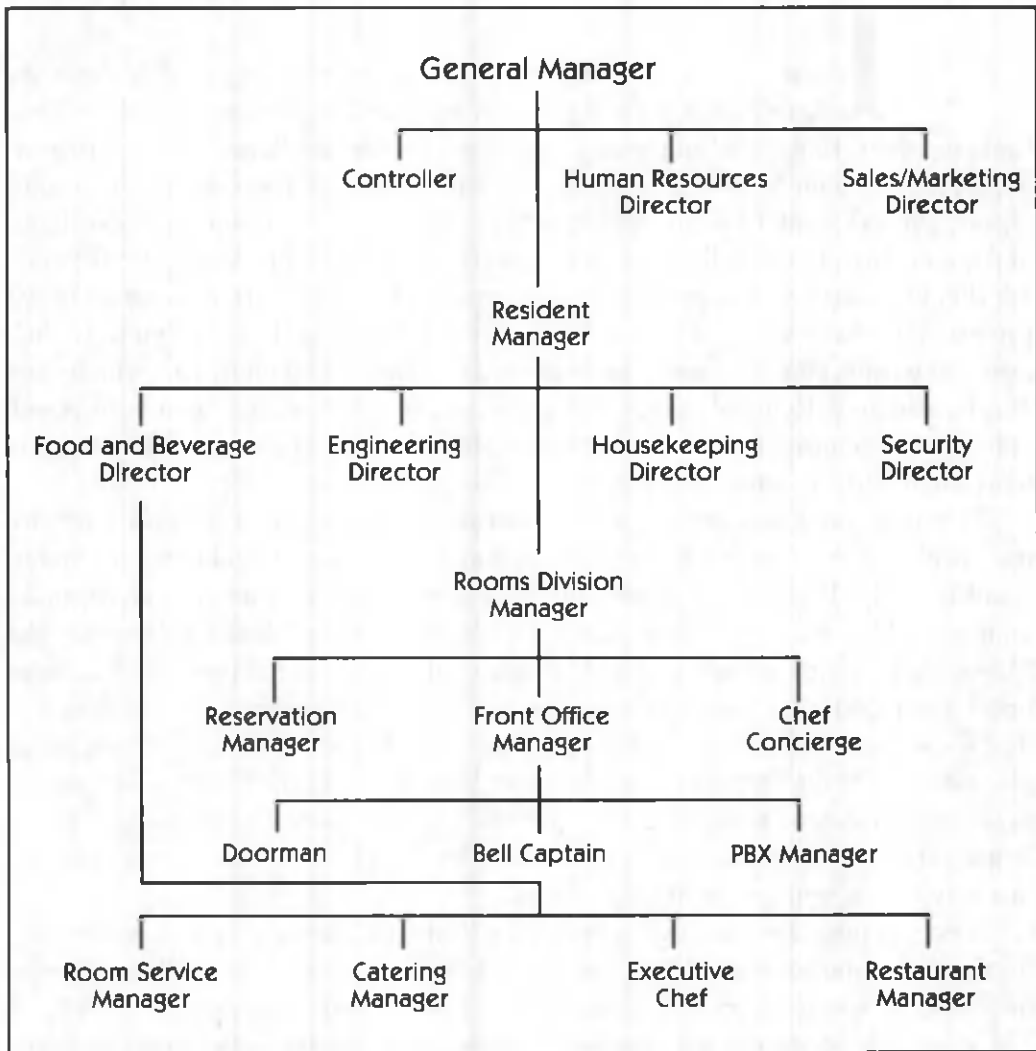 General Manager
Controller
Human Resources
Director
Sales/Marketing
Director
Resident
Manager
Food and Beverage
Director
Engineering
Director
Housekeeping
Director
Security
Director
Rooms Division
Manager
Reservation
Manager
Front Office
Manager
Chef
Concierge
Doorman
Bell Captain
PBX Manager
Room Service
Manager
Catering
Manager
Executive
Chef
Restaurant
Manager